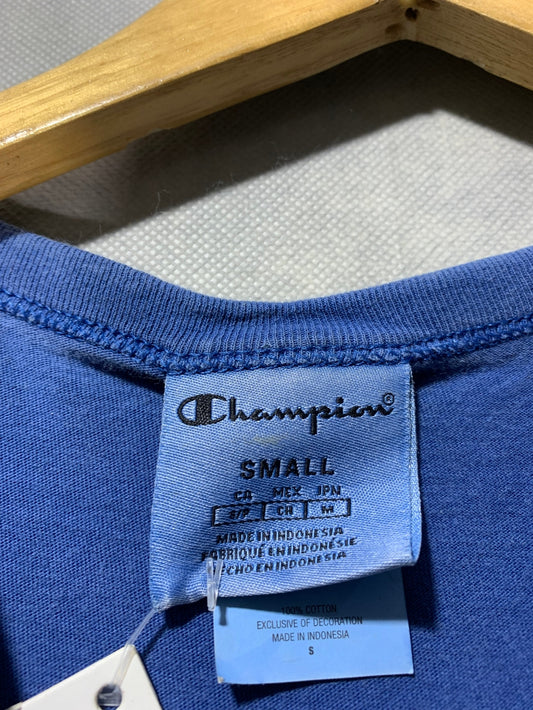 Champion®
SMALL
CA MEX JPN
S/P CH M
MADE IN INDONESIA
FABRIQUÉ EN INDONÉSIE
HECHO EN INDONESIA
100% COTTON
EXCLUSIVE OF DECORATION
MADE IN INDONESIA
S